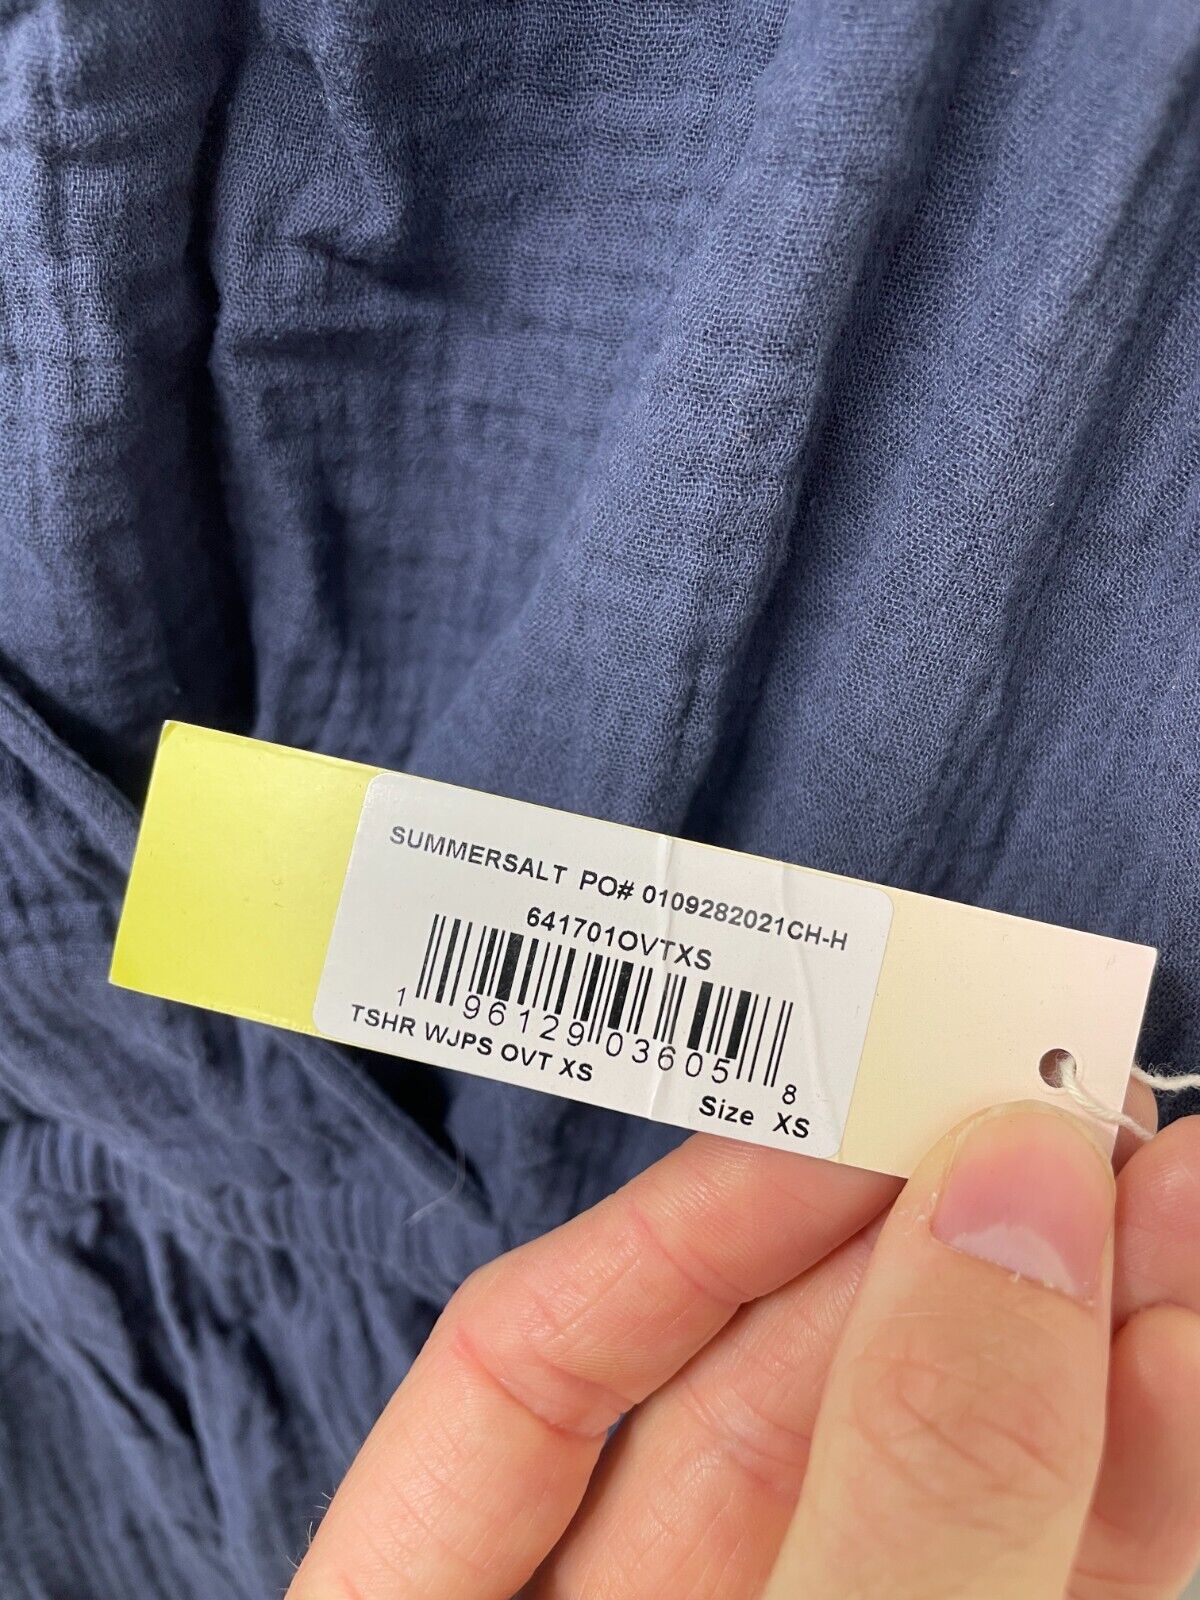 SUMMERSALT PO# 0109282021CH-H
641701OVTXS
1 96129 03605 8
TSHR WJPS OVT XS
Size XS